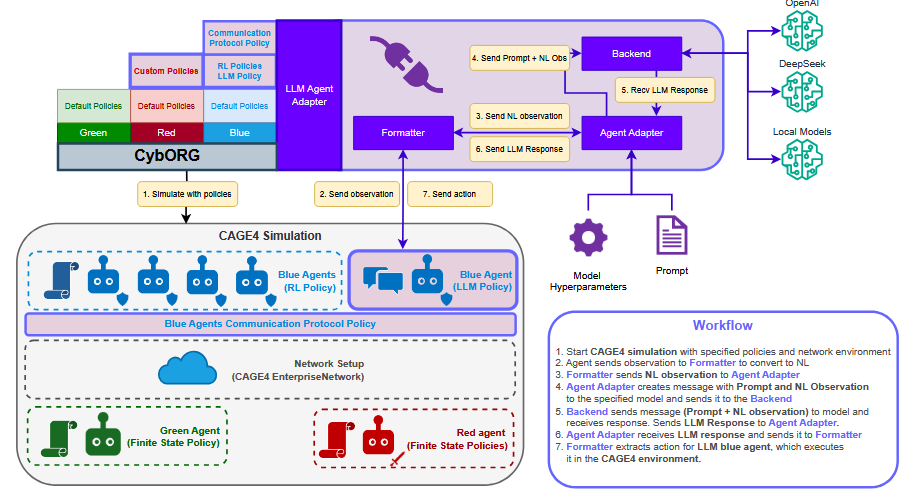 OpenAI
DeepSeek
Local Models
Communication
Protocol Policy
Custom Policies
RL Policies
LLM Policy
Default Policies
Default Policies
Default Policies
Green
Red
Blue
CybORG
LLM Agent
Adapter
4. Send Prompt + NL Obs
Backend
5. Recv LLM Response
3. Send NL observation
Formatter
Agent Adapter
6. Send LLM Response
1. Simulate with policies
2. Send observation
7. Send action
Model
Hyperparameters
Prompt
CAGE4 Simulation
Blue Agents
(RL Policy)
Blue Agent
(LLM Policy)
Blue Agents Communication Protocol Policy
Network Setup
(CAGE4 EnterpriseNetwork)
Green Agent
(Finite State Policy)
Red agent
(Finite State Policies)
Workflow
1. Start CAGE4 simulation with specified policies and network environment
2. Agent sends observation to Formatter to convert to NL
3. Formatter sends NL observation to Agent Adapter
4. Agent Adapter creates message with Prompt and NL Observation
to the specified model and sends it to the Backend
5. Backend sends message (Prompt + NL observation) to model and
receives response. Sends LLM Response to Agent Adapter.
6. Agent Adapter receives LLM response and sends it to Formatter
7. Formatter extracts action for LLM blue agent, which executes
it in the CAGE4 environment.